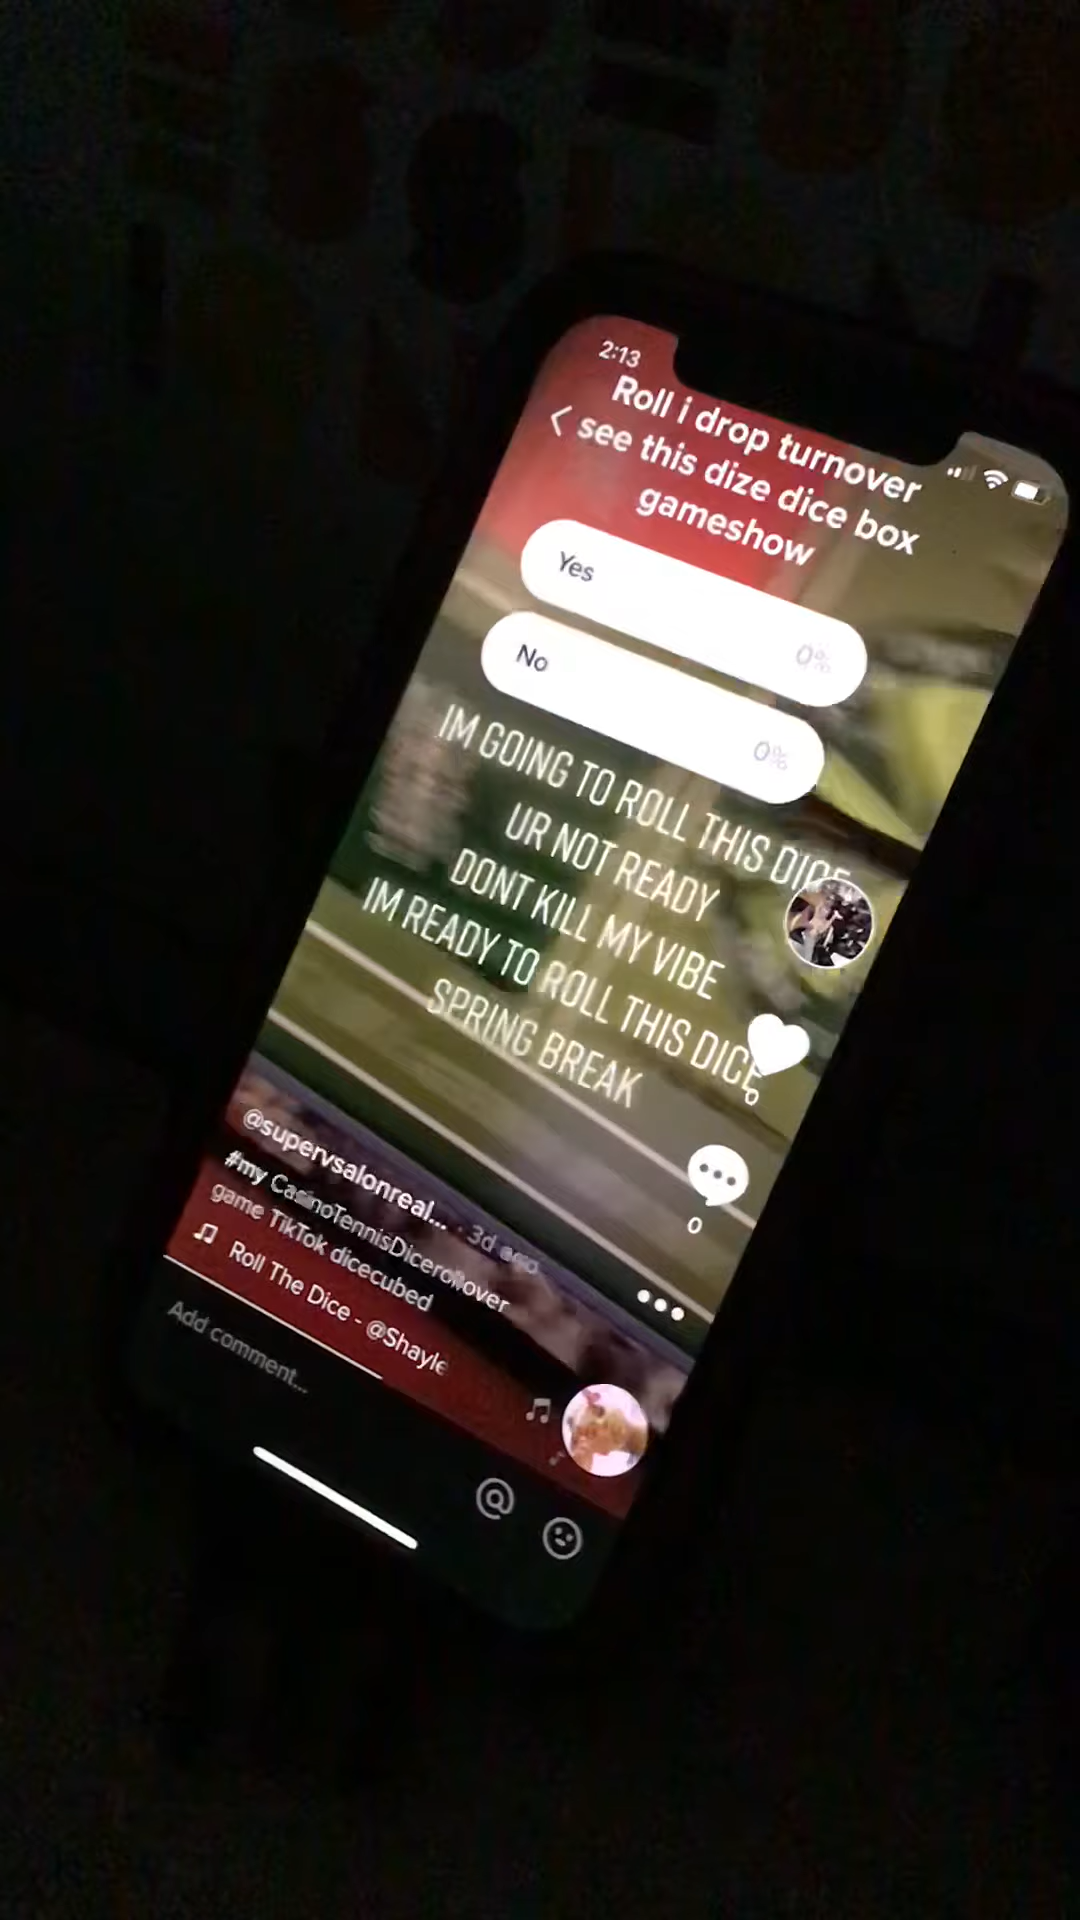 2:13
Roll i drop turnover
see this dize dice box
gameshow
Yes
0%
No
0%
IM GOING TO ROLL THIS DICE
UR NOT READY
DONT KILL MY VIBE
IM READY TO ROLL THIS DICE
SPRING BREAK
0
0
@supervsalonreal... · 3d ago
#my CasinoTennisDicerollover
game TikTok dicecubed
Roll The Dice - @Shayle
Add comment...